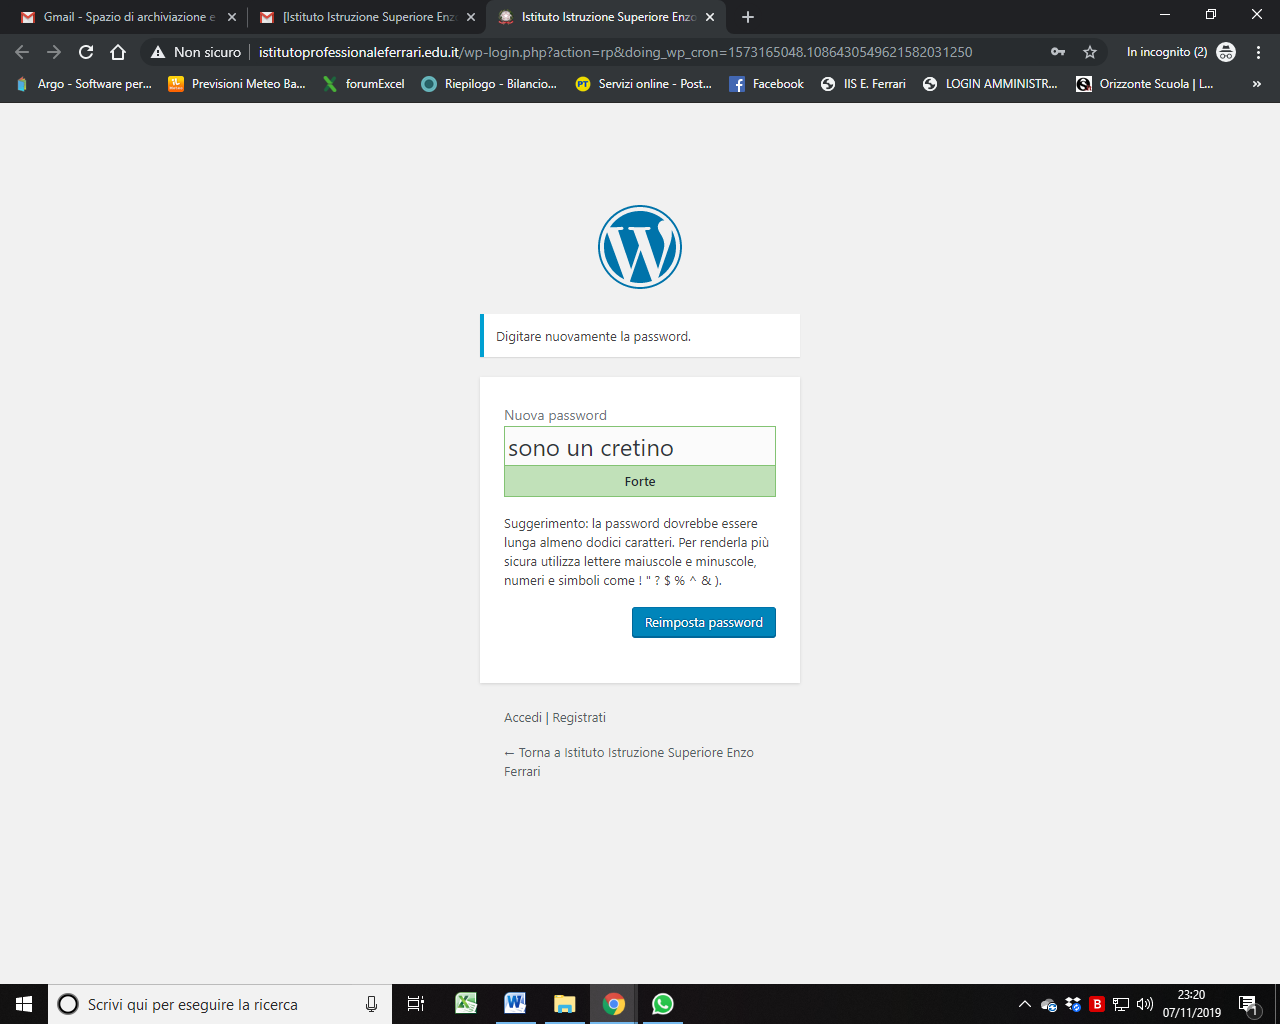 Gmail - Spazio di archiviazione e
[Istituto Istruzione Superiore Enz
Istituto Istruzione Superiore Enzo
Non sicuro
istitutoprofessionaleferrari.edu.it/wp-login.php?action=rp&doing_wp_cron=1573165048.1086430549621582031250
In incognito (2)
Argo - Software per...
Previsioni Meteo Ba...
forumExcel
Riepilogo - Bilancio...
PT
Servizi online - Post...
Facebook
IIS E. Ferrari
LOGIN AMMINISTR...
Orizzonte Scuola | L...
»
W
Digitare nuovamente la password.
Nuova password
sono un cretino
Forte
Suggerimento: la password dovrebbe essere
lunga almeno dodici caratteri. Per renderla più
sicura utilizza lettere maiuscole e minuscole,
numeri e simboli come ! " ? $ % ^ & ).
Reimposta password
Accedi | Registrati
← Torna a Istituto Istruzione Superiore Enzo
Ferrari
Scrivi qui per eseguire la ricerca
B
23:20
07/11/2019
1